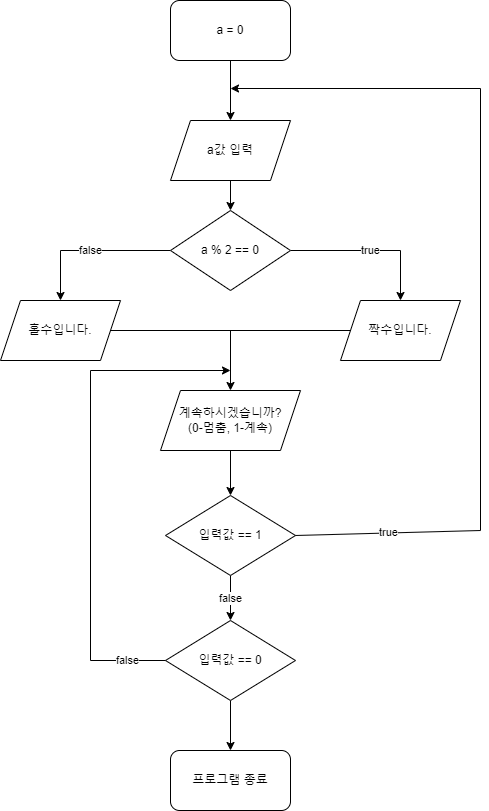 a = 0
a값 입력
a % 2 == 0
false
true
홀수입니다.
짝수입니다.
계속하시겠습니까?
(0-멈춤, 1-계속)
입력값 == 1
true
false
입력값 == 0
false
프로그램 종료